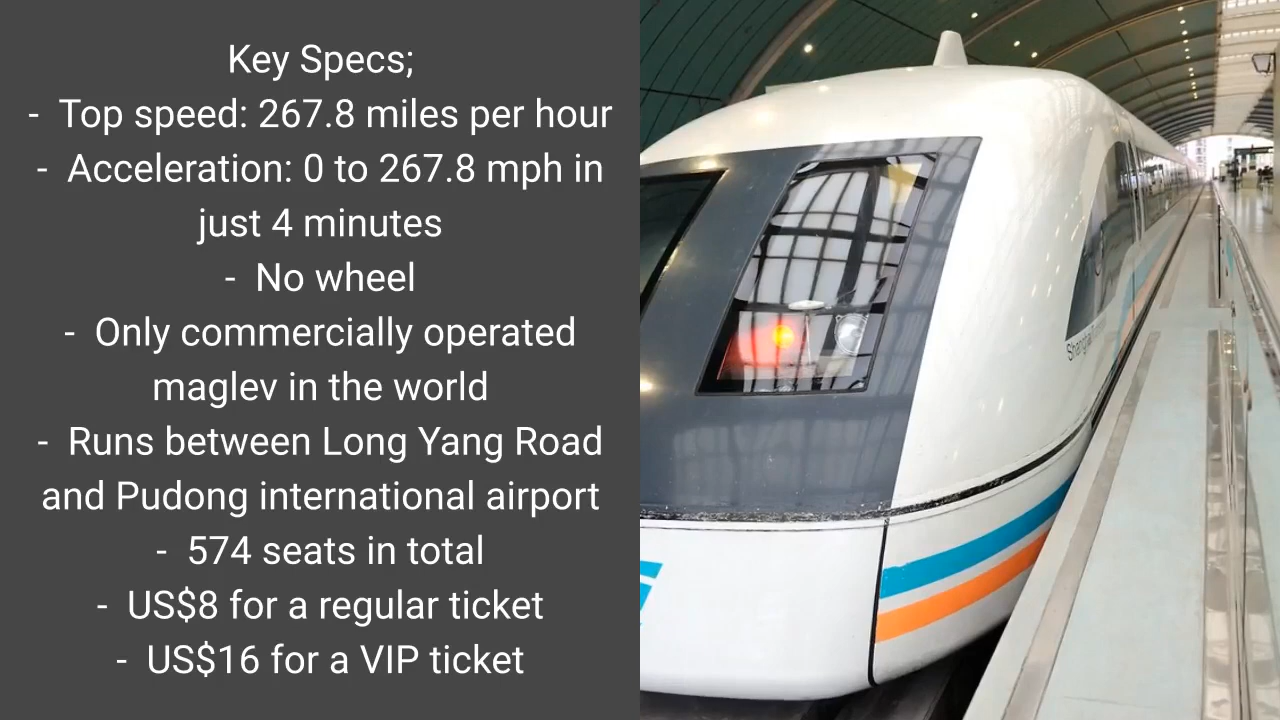 Key Specs;
- Top speed: 267.8 miles per hour
- Acceleration: 0 to 267.8 mph in
just 4 minutes
- No wheel
- Only commercially operated
maglev in the world
- Runs between Long Yang Road
and Pudong international airport
- 574 seats in total
- US$8 for a regular ticket
- US$16 for a VIP ticket
Shanghai